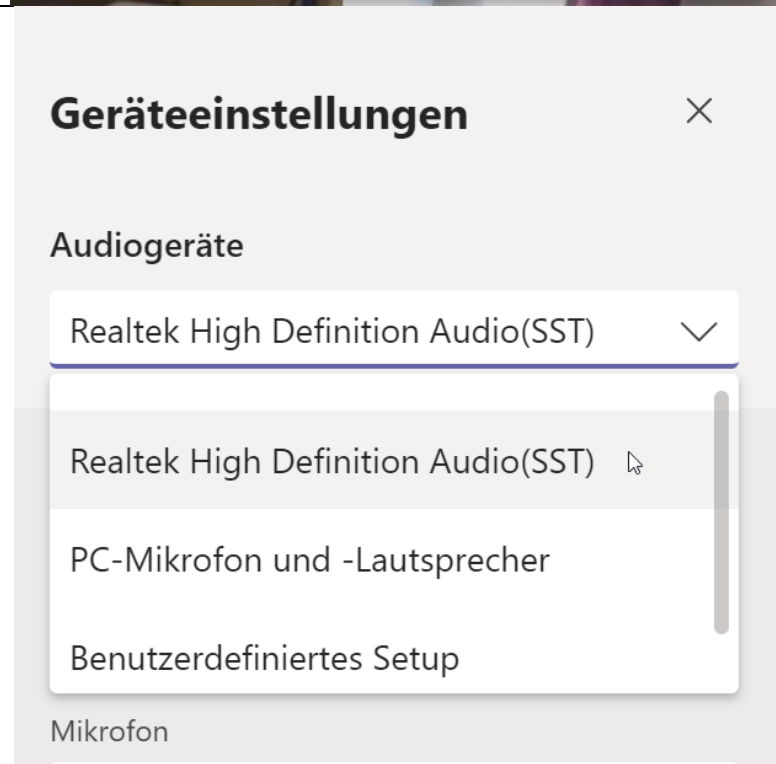 Geräteeinstellungen
Audiogeräte
Realtek High Definition Audio(SST)
Realtek High Definition Audio(SST)
PC-Mikrofon und -Lautsprecher
Benutzerdefiniertes Setup
Mikrofon